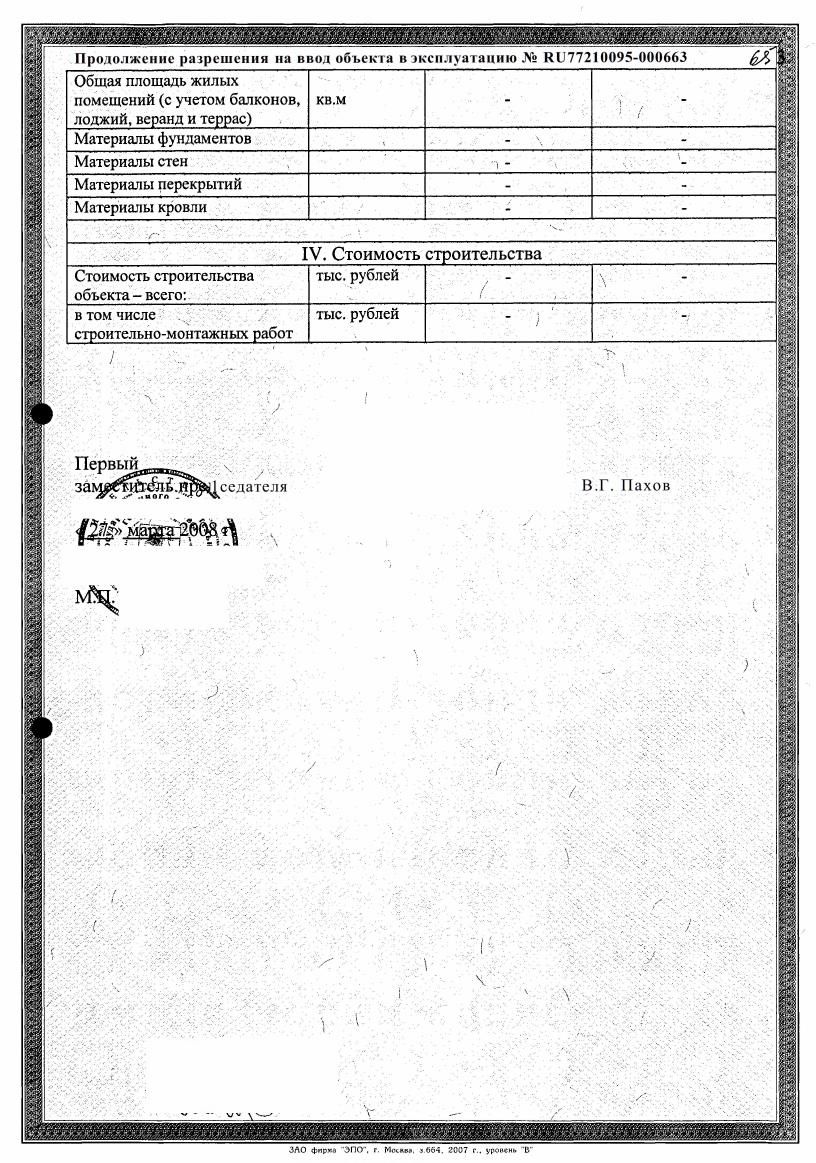 Продолжение разрешения на ввод объекта в эксплуатацию № RU77210095-000663
65
Общая площадь жилых
помещений (с учетом балконов, кв.м - -
лоджий, веранд и террас)
Материалы фундаментов - -
Материалы стен - -
Материалы перекрытий - -
Материалы кровли - -
IV. Стоимость строительства
Стоимость строительства тыс. рублей - -
объекта – всего:
в том числе тыс. рублей - -
строительно-монтажных работ
Первый
заместитель председателя В.Г. Пахов
«27» марта 2008 г
М.П.
ЗАО фирма "ЭПО", г. Москва, з.664, 2007 г., уровень "В"